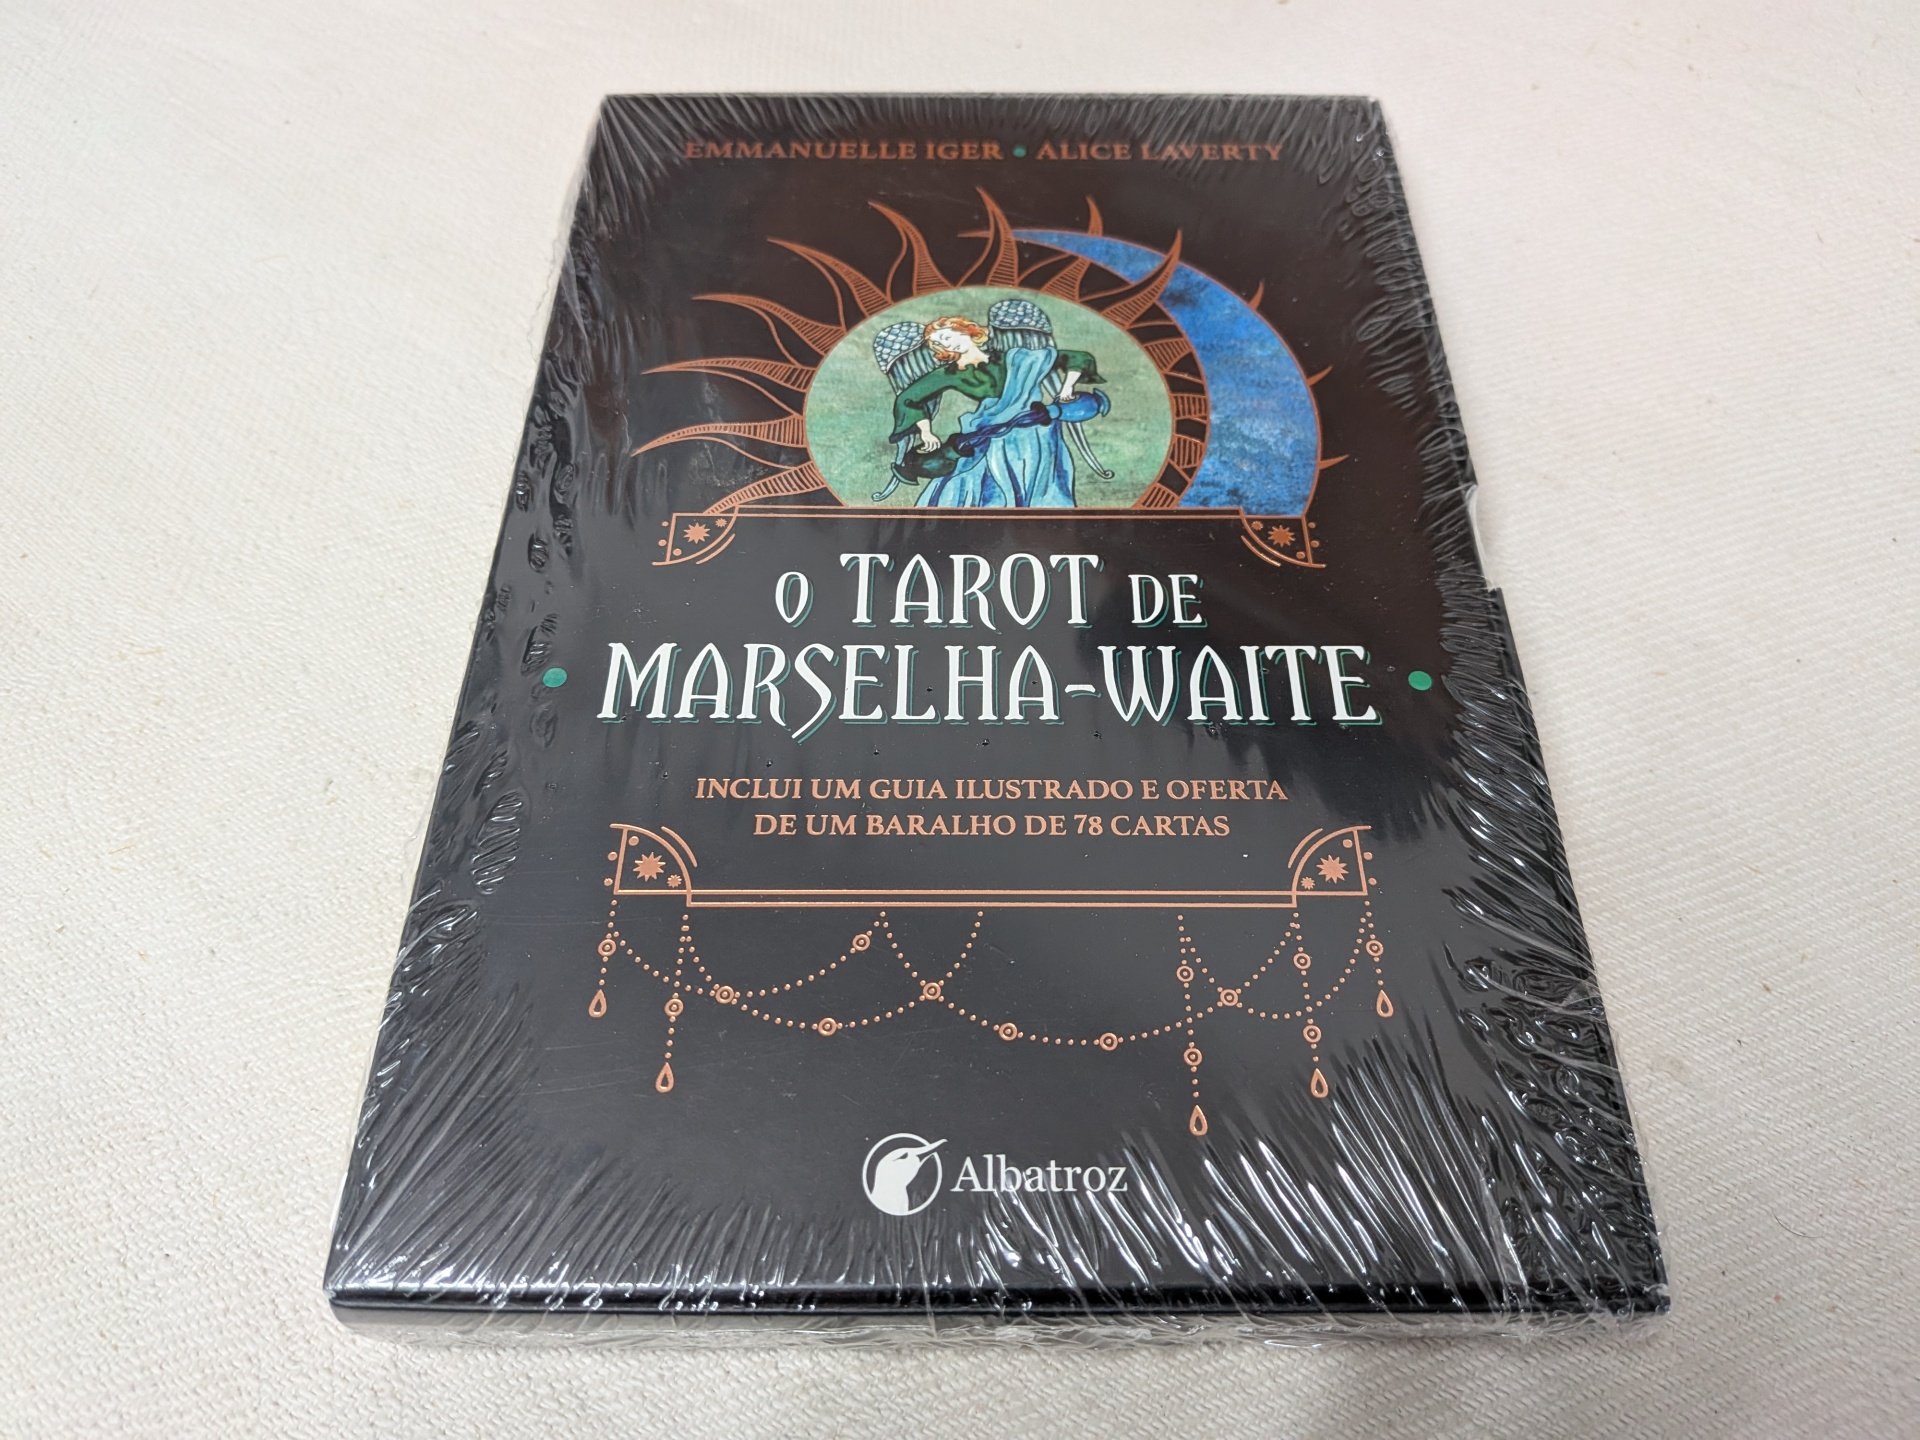 EMMANUELLE IGER • ALICE LAVERTY
O TAROT DE
• MARSELHA-WAITE •
INCLUI UM GUIA ILUSTRADO E OFERTA
DE UM BARALHO DE 78 CARTAS
Albatroz